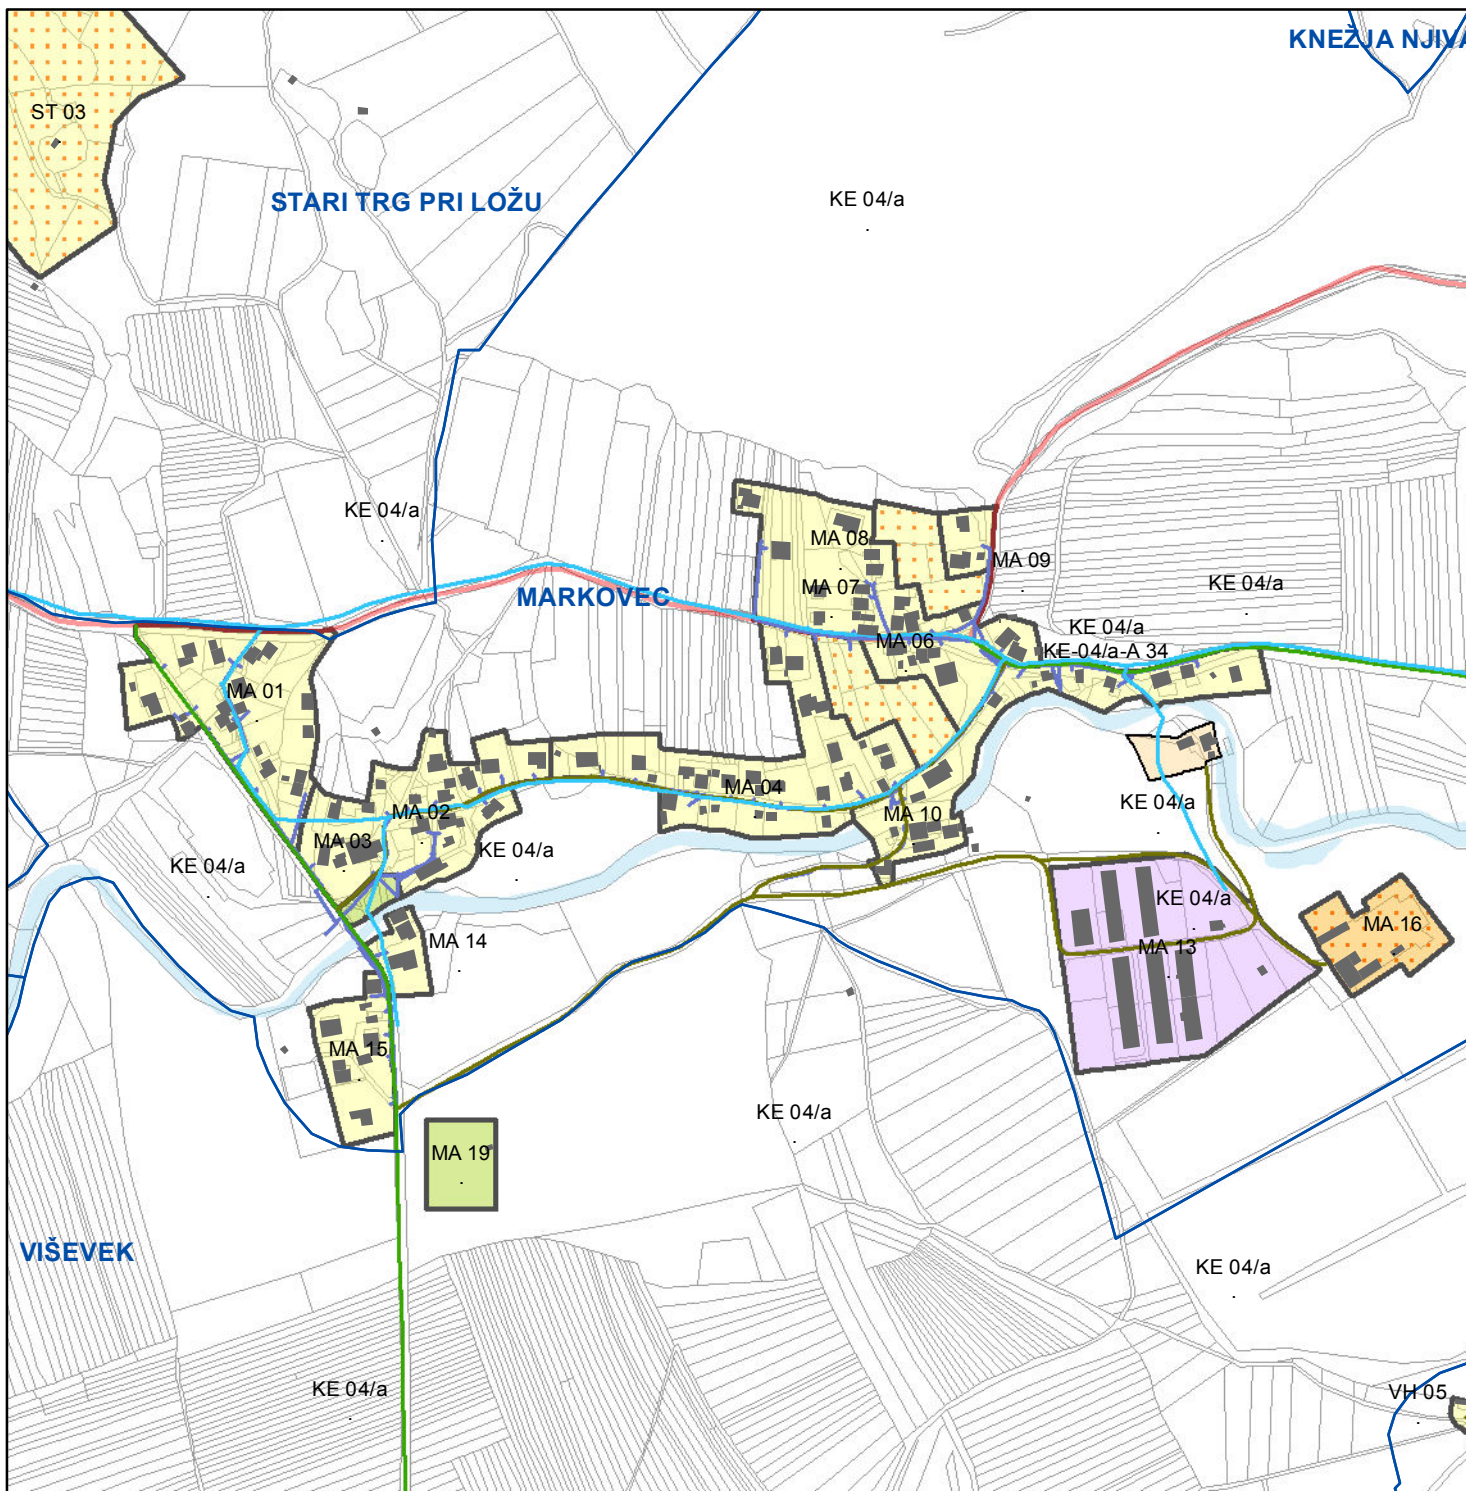 KNEŽJA NJIVA
ST 03
STARI TRG PRI LOŽU
KE 04/a
KE 04/a
MA 08
MA 09
MARKOVEC
MA 07
KE 04/a
KE 04/a
MA 06
KE-04/a-A 34
MA 01
MA 04
KE 04/a
MA 02
MA 10
MA 03
KE 04/a
KE 04/a
KE 04/a
MA 16
MA 14
MA 13
MA 15
KE 04/a
MA 19
VIŠEVEK
KE 04/a
KE 04/a
VH 05